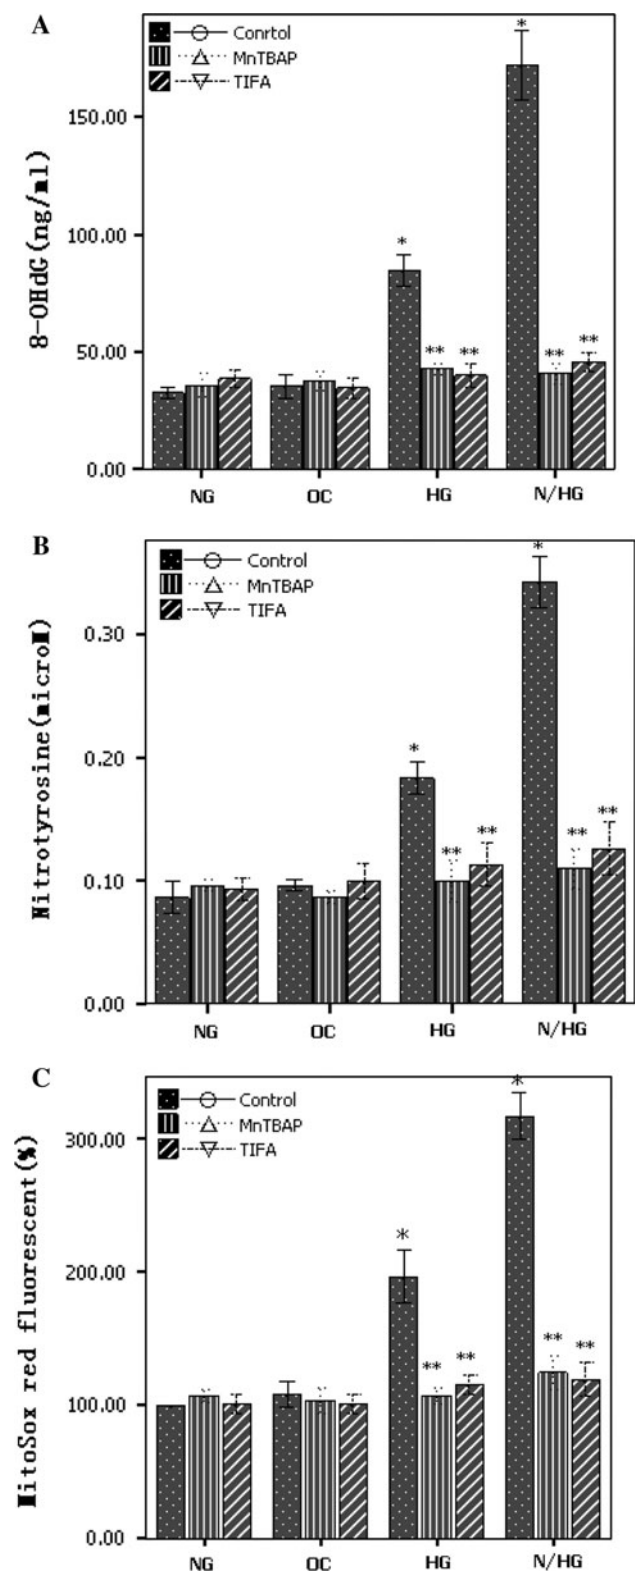 A
Conrtol
MnTBAP
TIFA
*
150.00
100.00
50.00
0.00
8-OHdG(ng/ml)
*
** **
** **
NG OC HG N/HG
B
Control
MnTBAP
TIFA
*
0.30
0.20
0.10
0.00
Nitrotyrosine(microM)
*
** **
** **
NG OC HG N/HG
C
Control
MnTBAP
TIFA
*
300.00
200.00
100.00
0.00
MitoSox red fluorescent(%)
*
** **
** **
NG OC HG N/HG